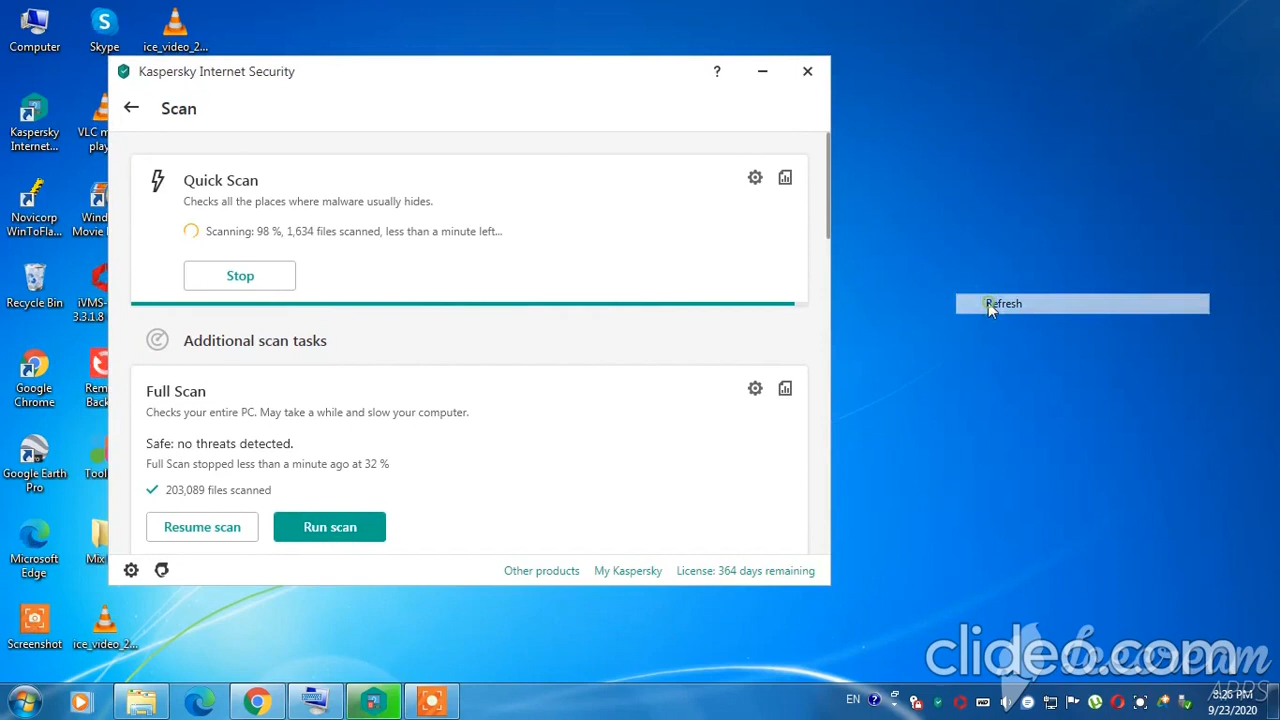 Computer
Skype
ice_video_2...
Kaspersky Internet...
VLC m
play
Novicorp WinToFla...
Wind
Movie
Recycle Bin
iVMS-
3.3.1.8
Google Chrome
Rem
Back
Google Earth Pro
Tool
Microsoft Edge
Mix
Screenshot
ice_video_2...
Kaspersky Internet Security
?
Scan
Quick Scan
Checks all the places where malware usually hides.
Scanning: 98 %, 1,634 files scanned, less than a minute left...
Stop
Additional scan tasks
Full Scan
Checks your entire PC. May take a while and slow your computer.
Safe: no threats detected.
Full Scan stopped less than a minute ago at 32 %
203,089 files scanned
Resume scan
Run scan
Other products
My Kaspersky
License: 364 days remaining
Refresh
clideo.com
Icecream
APPS
EN
8:26 PM
9/23/2020